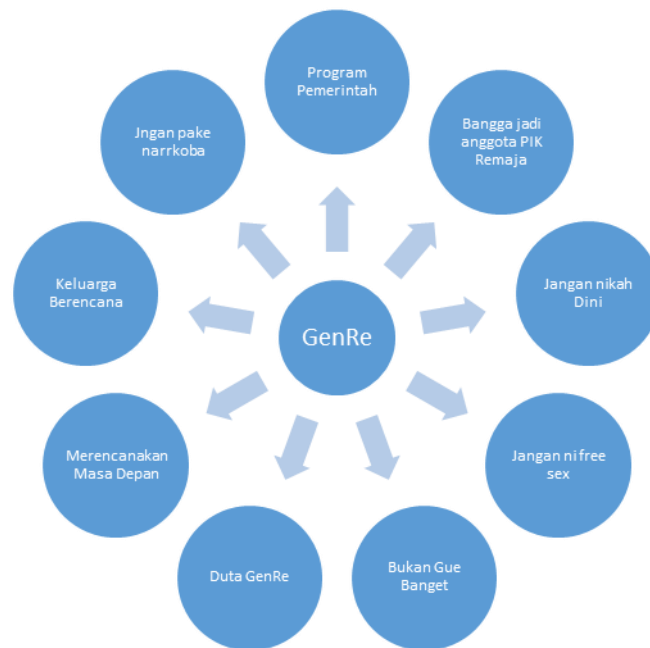 Program
Pemerintah
Bangga jadi
anggota PIK
Remaja
Jangan nikah
Dini
Jangan ni free
sex
Bukan Gue
Banget
Duta GenRe
Merencanakan
Masa Depan
Keluarga
Berencana
Jngan pake
narrkoba
GenRe